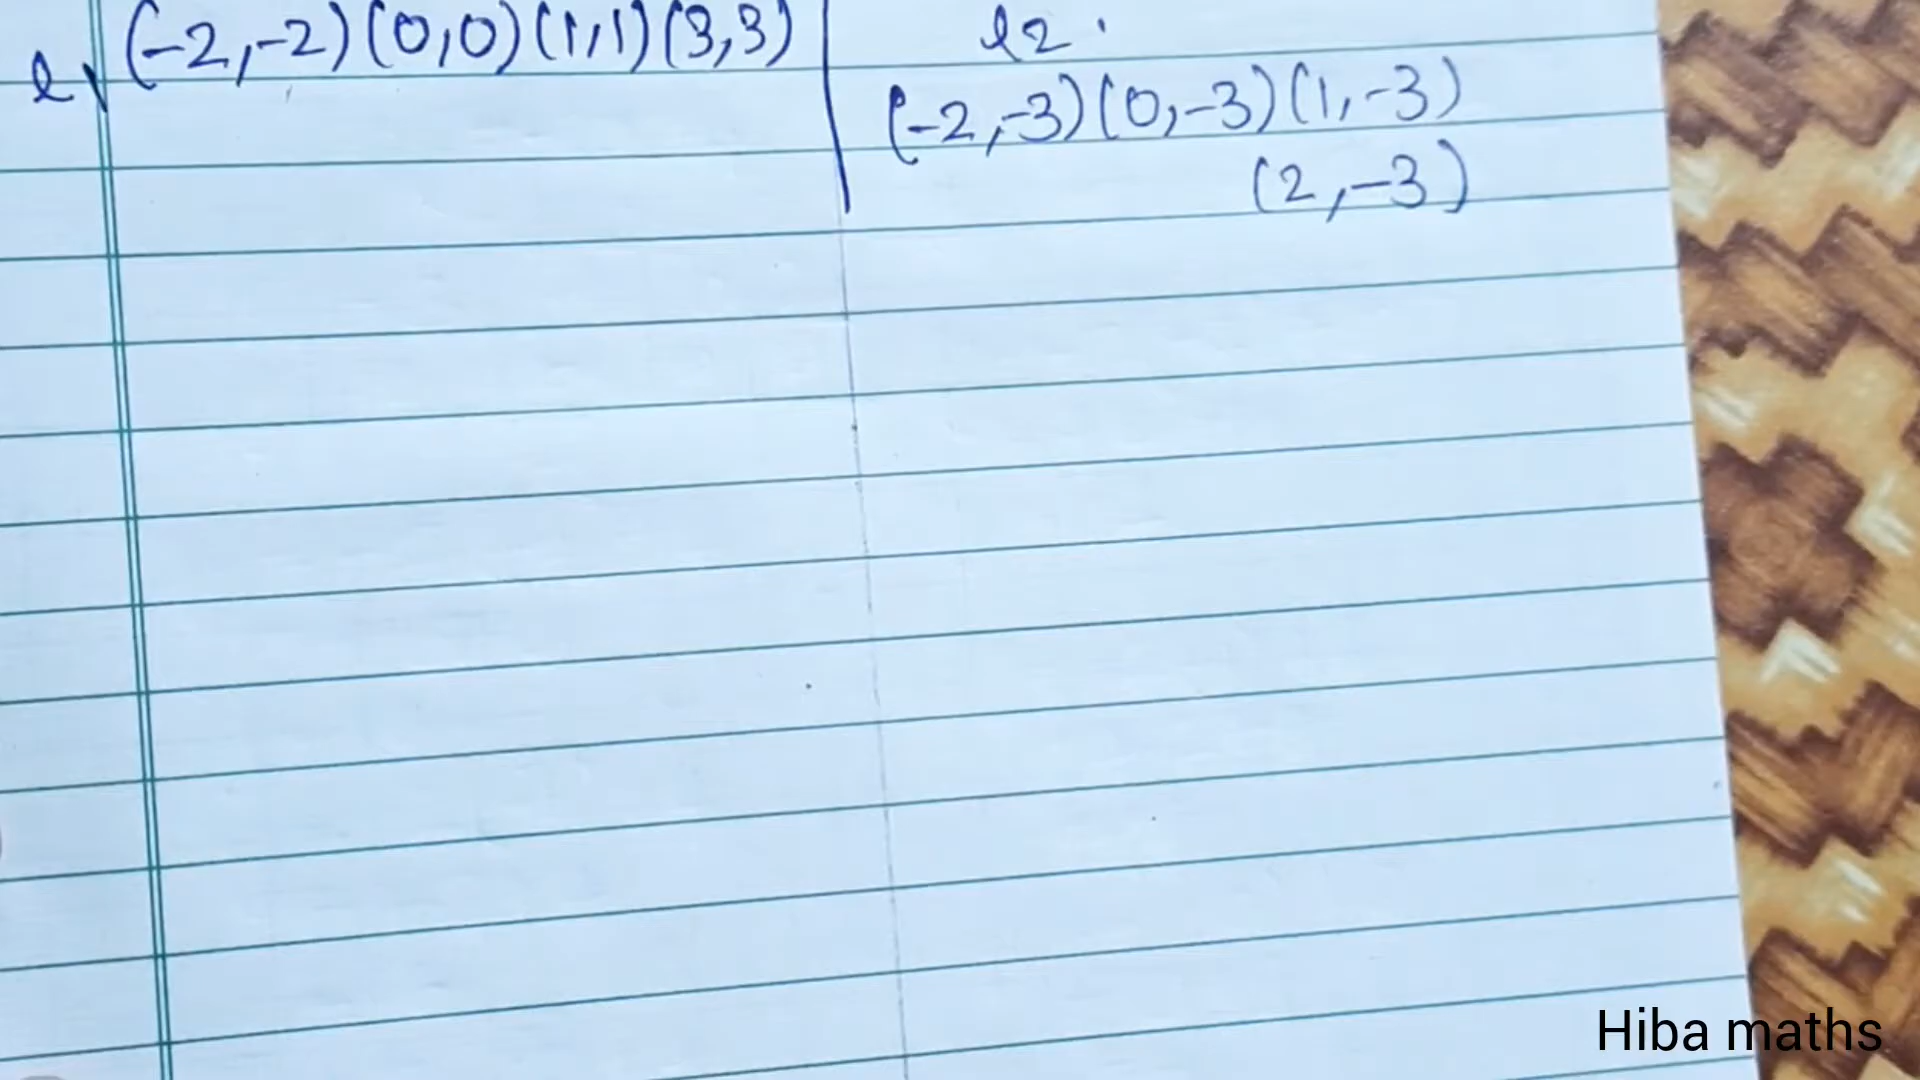 l1 (-2,-2) (0,0) (1,1) (3,3)
l2.
(-2,-3) (0,-3) (1,-3)
(2,-3)
Hiba maths